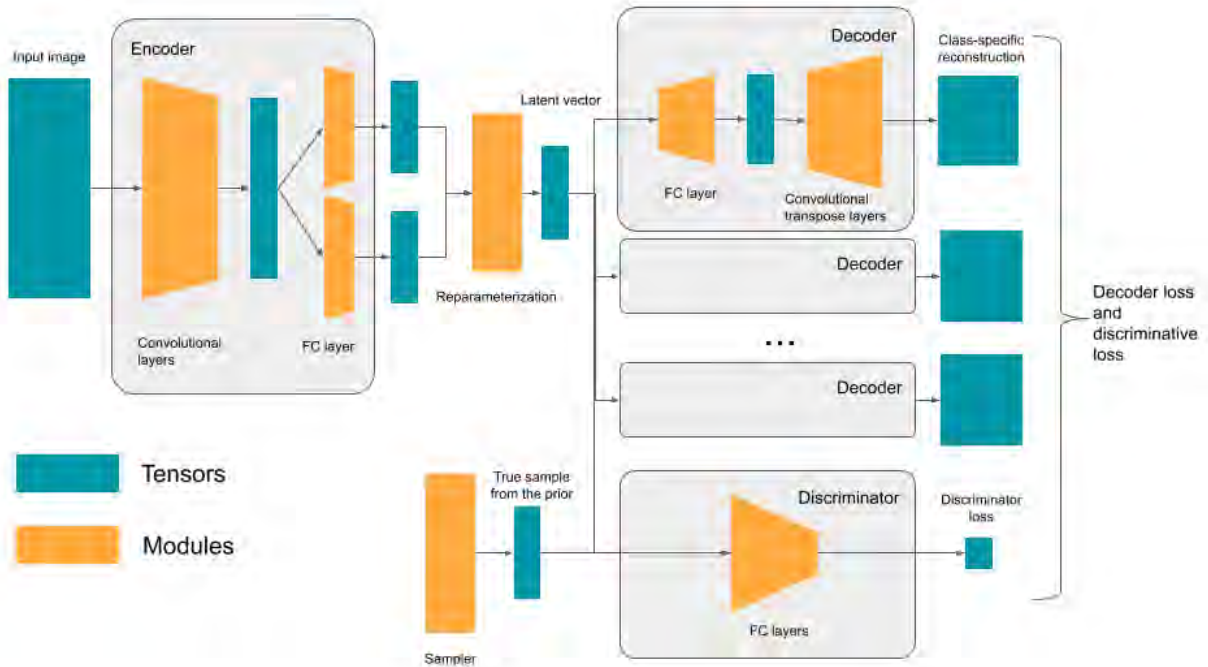 Input image
Encoder
Convolutional
layers
FC layer
Reparameterization
Latent vector
Decoder
FC layer
Convolutional
transpose layers
Class-specific
reconstruction
Decoder
...
Decoder
Decoder loss
and
discriminative
loss
Tensors
Modules
True sample
from the prior
Sampler
Discriminator
FC layers
Discriminator
loss